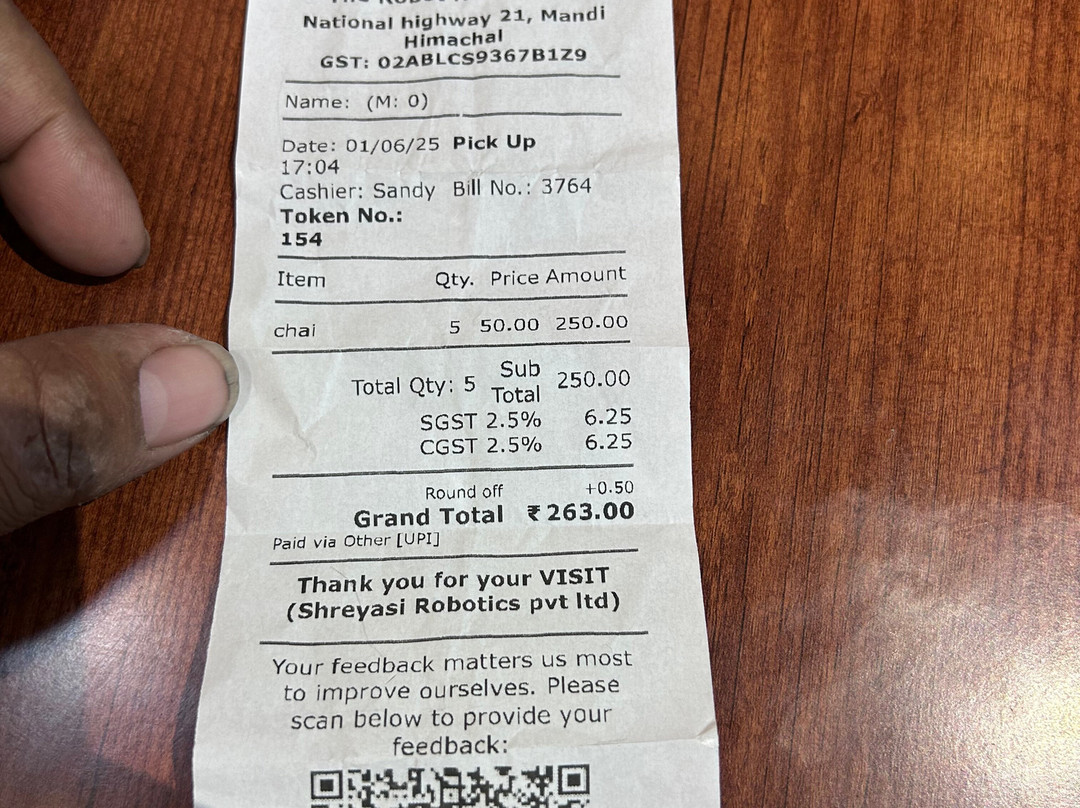 National highway 21, Mandi
Himachal
GST: 02ABLCS9367B1Z9
Name: (M: 0)
Date: 01/06/25 Pick Up
17:04
Cashier: Sandy Bill No.: 3764
Token No.:
154
Item Qty. Price Amount
chai 5 50.00 250.00
Total Qty: 5 Sub Total 250.00
SGST 2.5% 6.25
CGST 2.5% 6.25
Round off +0.50
Grand Total ₹263.00
Paid via Other [UPI]
Thank you for your VISIT
(Shreyasi Robotics pvt ltd)
Your feedback matters us most
to improve ourselves. Please
scan below to provide your
feedback: